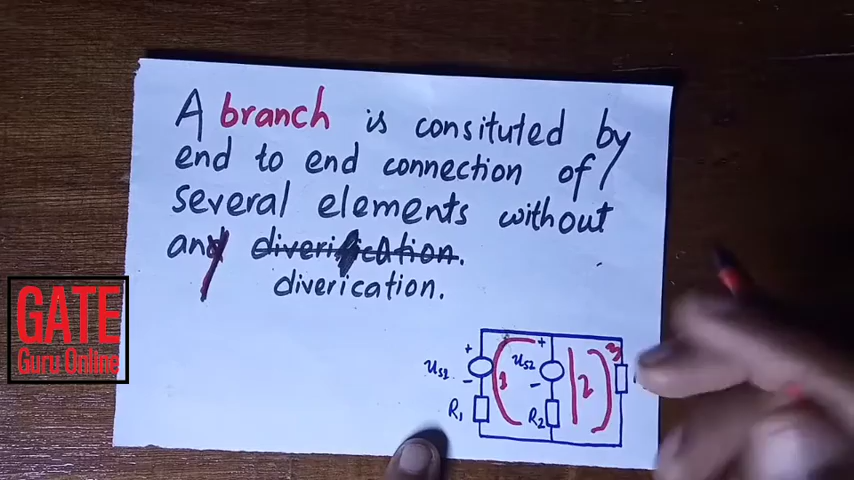 A branch is consituted by
end to end connection of
several elements without
any diverification.
diverication.
GATE
Guru Online
+ us1 -
R1
+ us2 -
R2
1
2
3